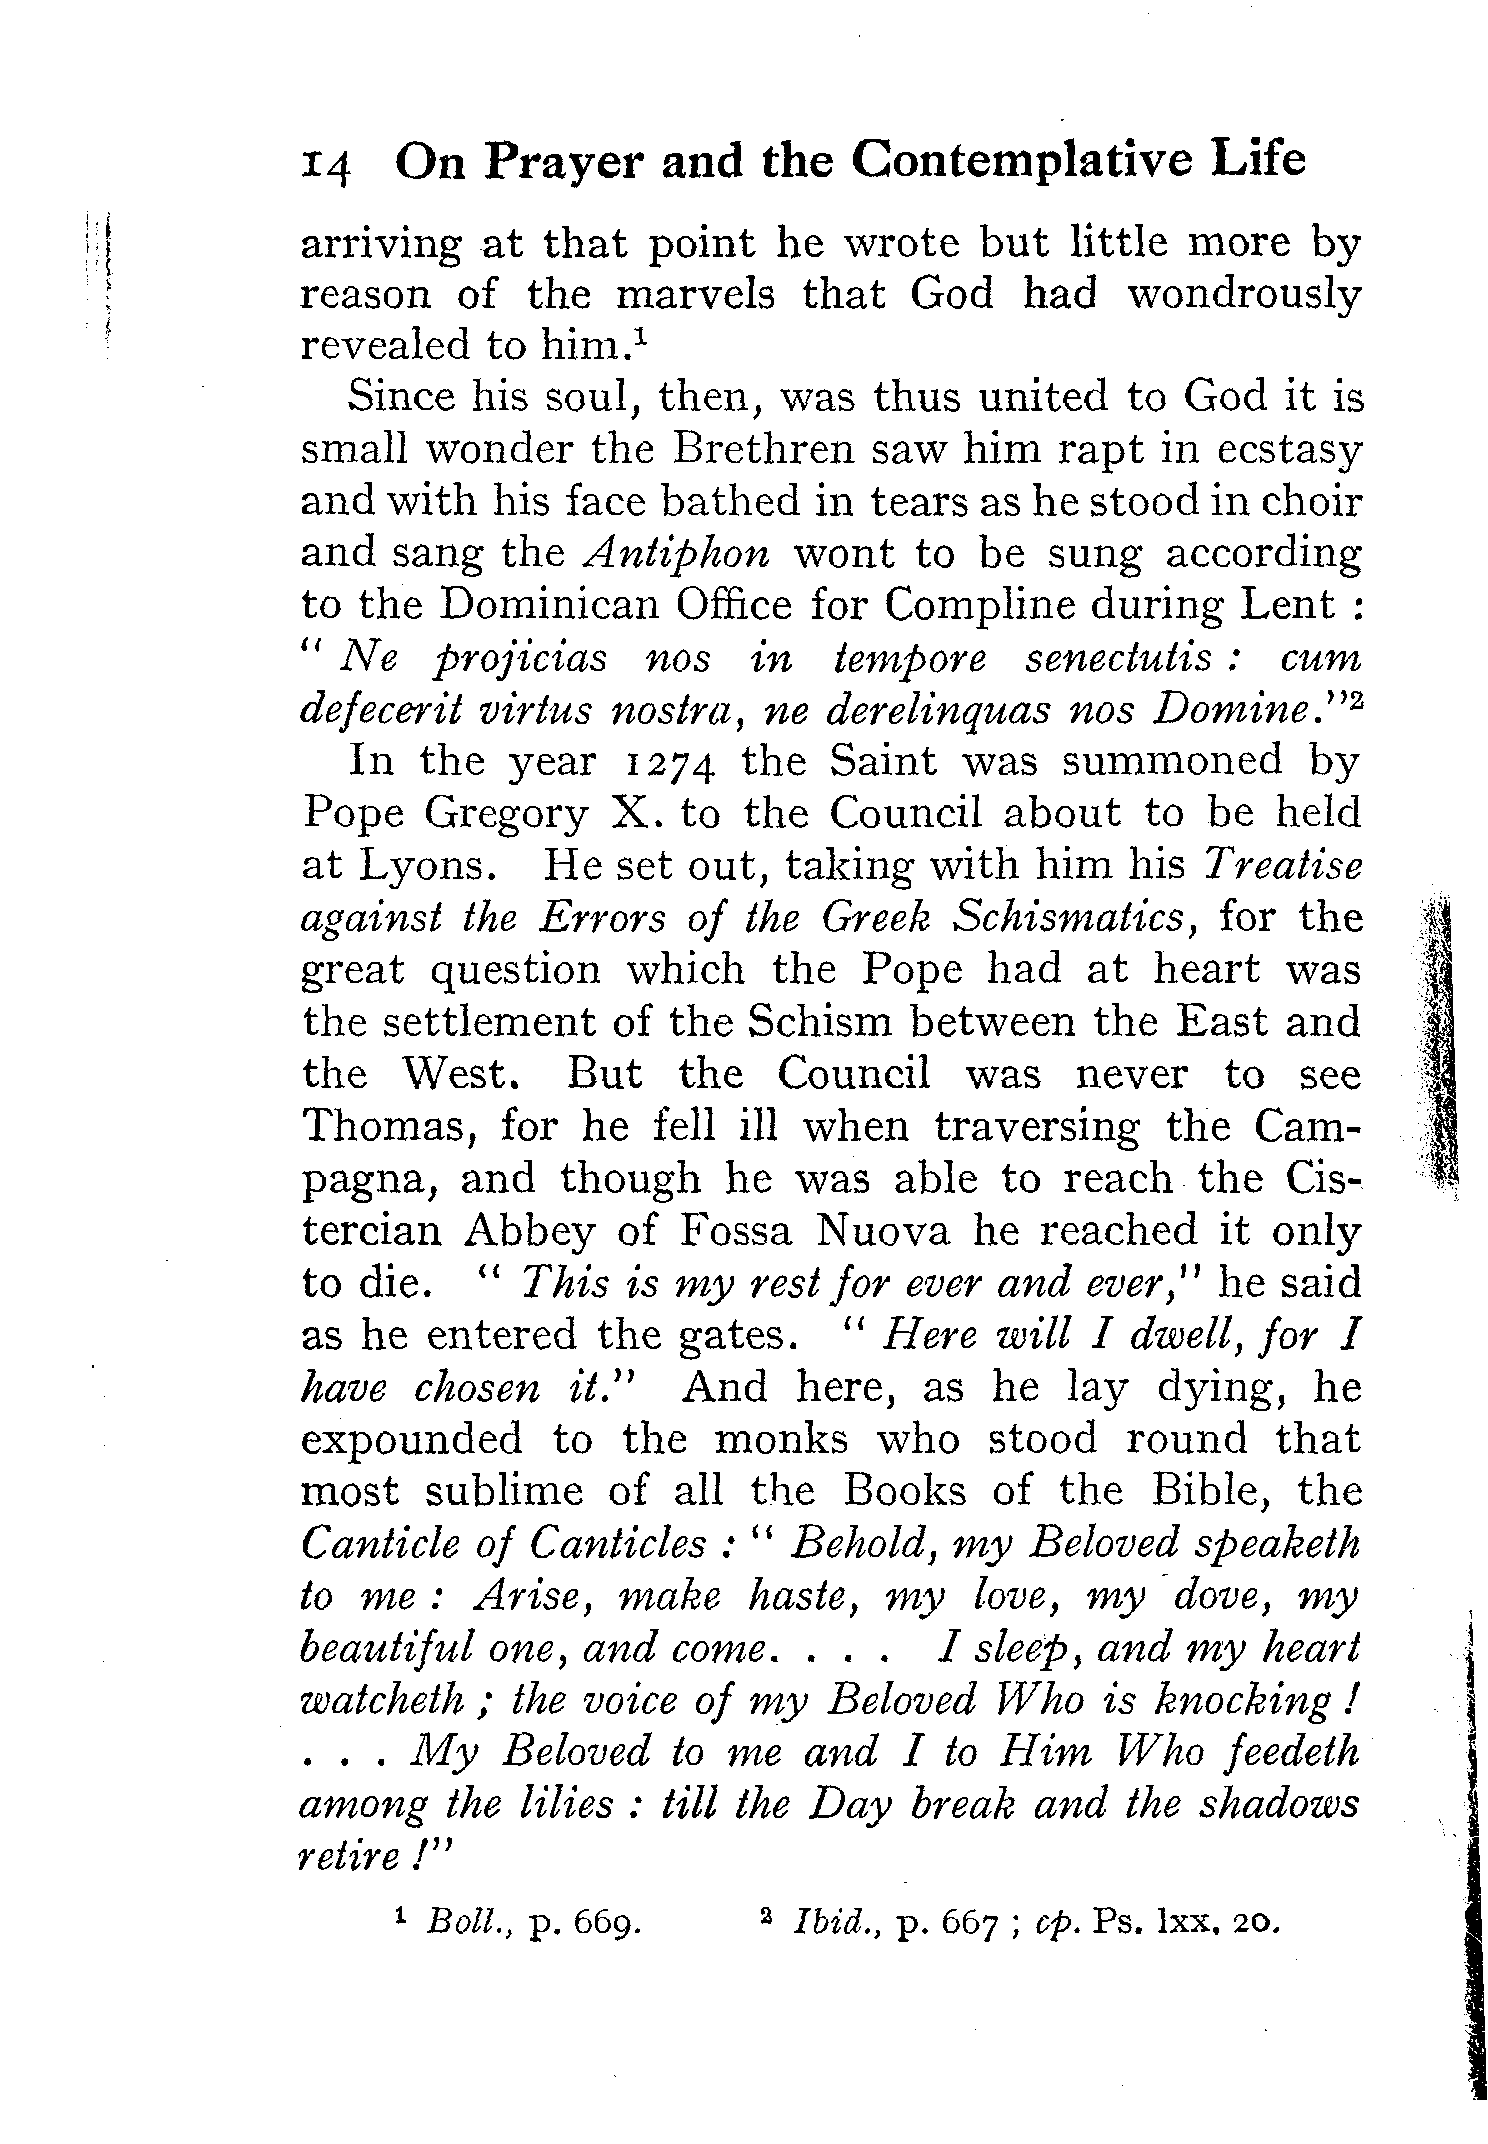 14 On Prayer and the Contemplative Life
arriving at that point he wrote but little more by
reason of the marvels that God had wondrously
revealed to him.¹
Since his soul, then, was thus united to God it is
small wonder the Brethren saw him rapt in ecstasy
and with his face bathed in tears as he stood in choir
and sang the Antiphon wont to be sung according
to the Dominican Office for Compline during Lent :
" Ne projicias nos in tempore senectutis : cum
defecerit virtus nostra, ne derelinquas nos Domine."²
In the year 1274 the Saint was summoned by
Pope Gregory X. to the Council about to be held
at Lyons. He set out, taking with him his Treatise
against the Errors of the Greek Schismatics, for the
great question which the Pope had at heart was
the settlement of the Schism between the East and
the West. But the Council was never to see
Thomas, for he fell ill when traversing the Cam-
pagna, and though he was able to reach the Cis-
tercian Abbey of Fossa Nuova he reached it only
to die. " This is my rest for ever and ever," he said
as he entered the gates. " Here will I dwell, for I
have chosen it." And here, as he lay dying, he
expounded to the monks who stood round that
most sublime of all the Books of the Bible, the
Canticle of Canticles : " Behold, my Beloved speaketh
to me : Arise, make haste, my love, my dove, my
beautiful one, and come. . . . I sleep, and my heart
watcheth ; the voice of my Beloved Who is knocking !
. . . My Beloved to me and I to Him Who feedeth
among the lilies : till the Day break and the shadows
retire !"
¹ Boll., p. 669. ² Ibid., p. 667 ; cp. Ps. lxx. 20.